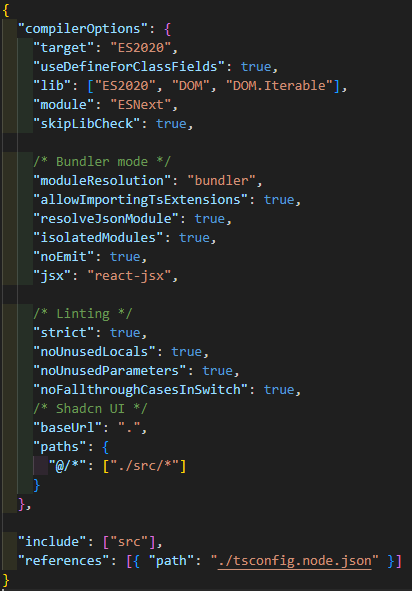 {
  "compilerOptions": {
    "target": "ES2020",
    "useDefineForClassFields": true,
    "lib": ["ES2020", "DOM", "DOM.Iterable"],
    "module": "ESNext",
    "skipLibCheck": true,

    /* Bundler mode */
    "moduleResolution": "bundler",
    "allowImportingTsExtensions": true,
    "resolveJsonModule": true,
    "isolatedModules": true,
    "noEmit": true,
    "jsx": "react-jsx",

    /* Linting */
    "strict": true,
    "noUnusedLocals": true,
    "noUnusedParameters": true,
    "noFallthroughCasesInSwitch": true,
    /* Shadcn UI */
    "baseUrl": ".",
    "paths": {
      "@/*": ["./src/*"]
    }
  },

  "include": ["src"],
  "references": [{ "path": "./tsconfig.node.json" }]
}